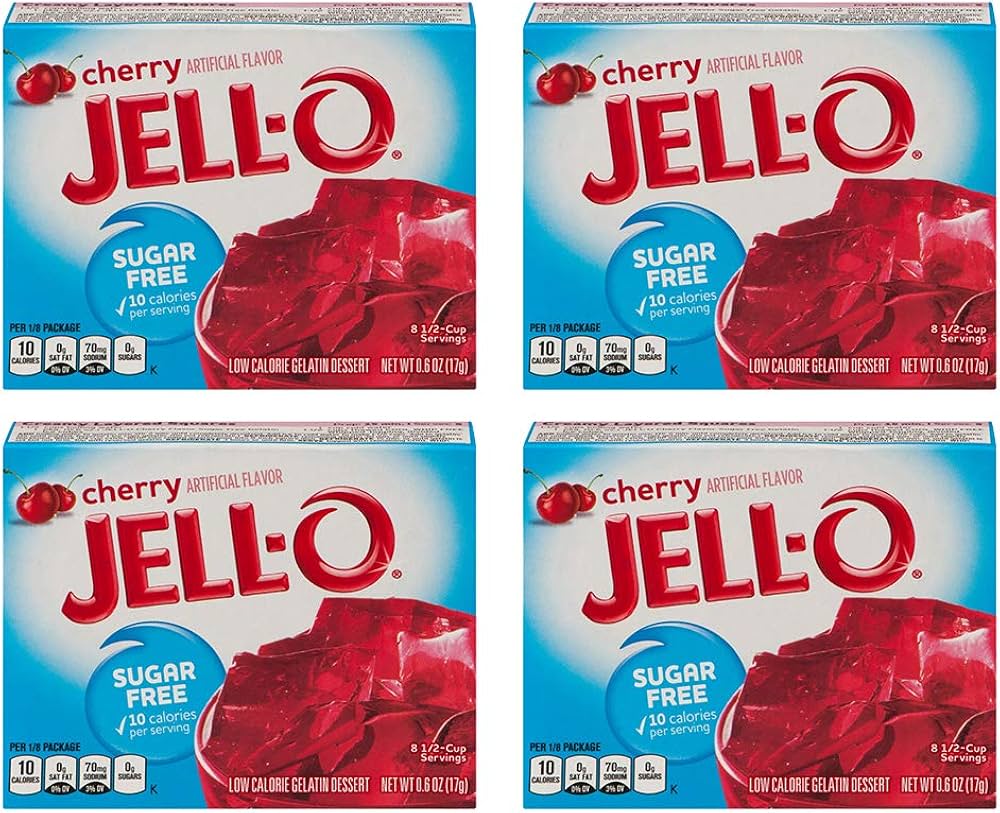 cherry ARTIFICIAL FLAVOR
JELL-O®
SUGAR
FREE
✓10 calories
per serving
PER 1/8 PACKAGE
10 CALORIES
0g SAT FAT 0% DV
70mg SODIUM 3% DV
0g SUGARS
K
8 1/2-Cup
Servings
LOW CALORIE GELATIN DESSERT NET WT 0.6 OZ (17g)
cherry ARTIFICIAL FLAVOR
JELL-O®
SUGAR
FREE
✓10 calories
per serving
PER 1/8 PACKAGE
10 CALORIES
0g SAT FAT 0% DV
70mg SODIUM 3% DV
0g SUGARS
K
8 1/2-Cup
Servings
LOW CALORIE GELATIN DESSERT NET WT 0.6 OZ (17g)
Layered Squares
cherry ARTIFICIAL FLAVOR
JELL-O®
SUGAR
FREE
✓10 calories
per serving
PER 1/8 PACKAGE
10 CALORIES
0g SAT FAT 0% DV
70mg SODIUM 3% DV
0g SUGARS
K
8 1/2-Cup
Servings
LOW CALORIE GELATIN DESSERT NET WT 0.6 OZ (17g)
Layered Squares
cherry ARTIFICIAL FLAVOR
JELL-O®
SUGAR
FREE
✓10 calories
per serving
PER 1/8 PACKAGE
10 CALORIES
0g SAT FAT 0% DV
70mg SODIUM 3% DV
0g SUGARS
K
8 1/2-Cup
Servings
LOW CALORIE GELATIN DESSERT NET WT 0.6 OZ (17g)